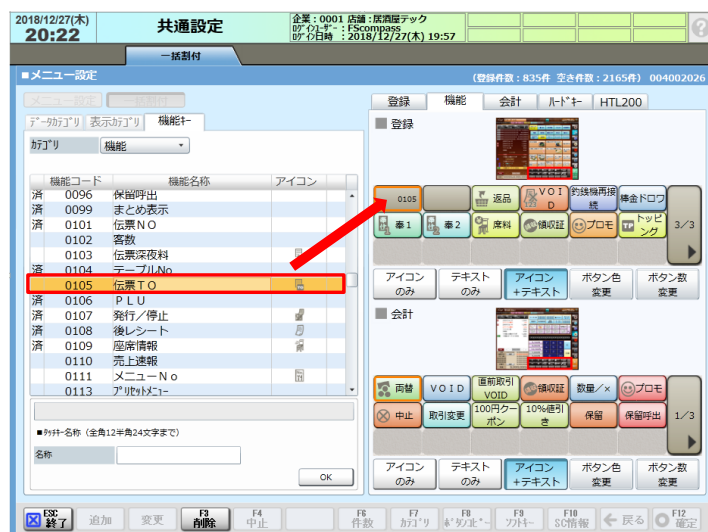 2018/12/27(木)
20:22
共通設定
企業：0001 店舗：居酒屋テック
ﾛｸﾞｲﾝﾕｰｻﾞｰ：FScompass
ﾛｸﾞｲﾝ日時 ：2018/12/27(木) 19:57
一括割付
■メニュー設定
(登録件数：835件 空き件数：2165件) 004002026
メニュー設定 一括割付
ﾃﾞｰﾀｶﾃｺﾞﾘ 表示ｶﾃｺﾞﾘ 機能ｷｰ
ｶﾃｺﾞﾘ 機能
機能コード 機能名称 アイコン
済 0096 保留呼出
済 0099 まとめ表示
済 0101 伝票ＮＯ
0102 客数
0103 伝票深夜料
済 0104 テーブルNo
0105 伝票ＴＯ
済 0106 ＰＬＵ
済 0107 発行/停止
済 0108 後レシート
済 0109 座席情報
0110 売上速報
0111 メニューＮｏ
0113 ﾌﾟﾘｾｯﾄﾒﾆｭｰ
■ﾀｯﾁｷｰ名称（全角12半角24文字まで）
名称
OK
登録 機能 会計 ﾊｰﾄﾞｷｰ HTL200
登録
0105 返品 ＶＯＩＤ 釣銭機再接続 棒金ドロワ
奉１ 奉２ 席料 領収証 プロモ トッピング 3/3
アイコンのみ テキストのみ アイコン+テキスト ボタン色変更 ボタン数変更
会計
両替 ＶＯＩＤ 直前取引VOID 領収証 数量/× プロモ
中止 取引変更 100円クーポン 10%値引き 保留 保留呼出 1/3
アイコンのみ テキストのみ アイコン+テキスト ボタン色変更 ボタン数変更
ESC 終了 追加 変更 F3 削除 F4 中止 F6 件数 F7 ｶﾃｺﾞﾘ F8 ﾎﾞﾀﾝｺﾋﾟｰ F9 ｿﾌﾄｷｰ F10 SC情報 戻る F12 確定